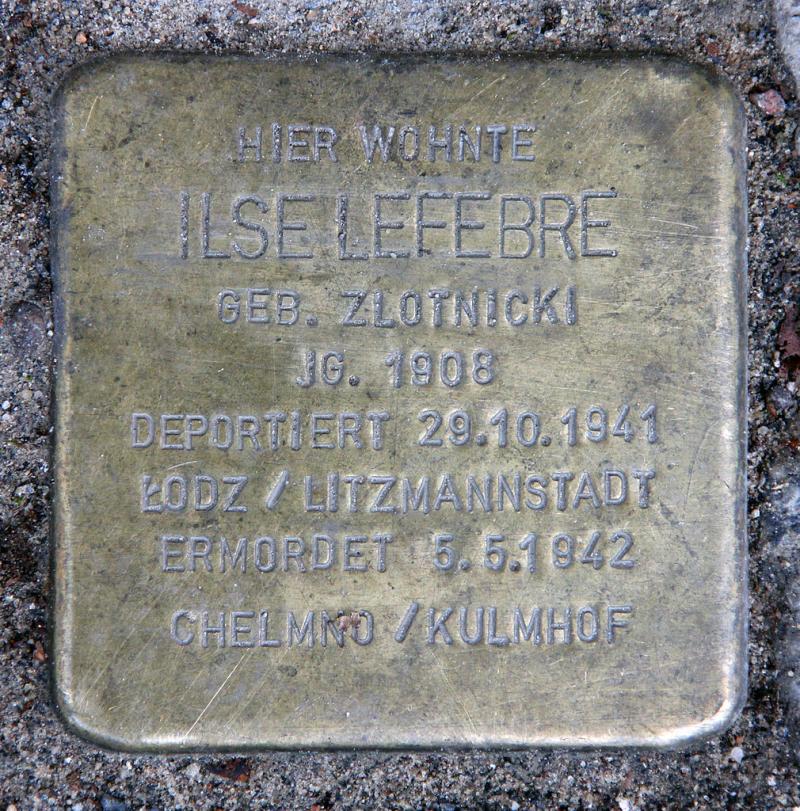 HIER WOHNTE
ILSE LEFEBRE
GEB. ZLOTNICKI
JG. 1908
DEPORTIERT 29.10.1941
ŁODZ / LITZMANNSTADT
ERMORDET 5.5.1942
CHELMNO / KULMHOF